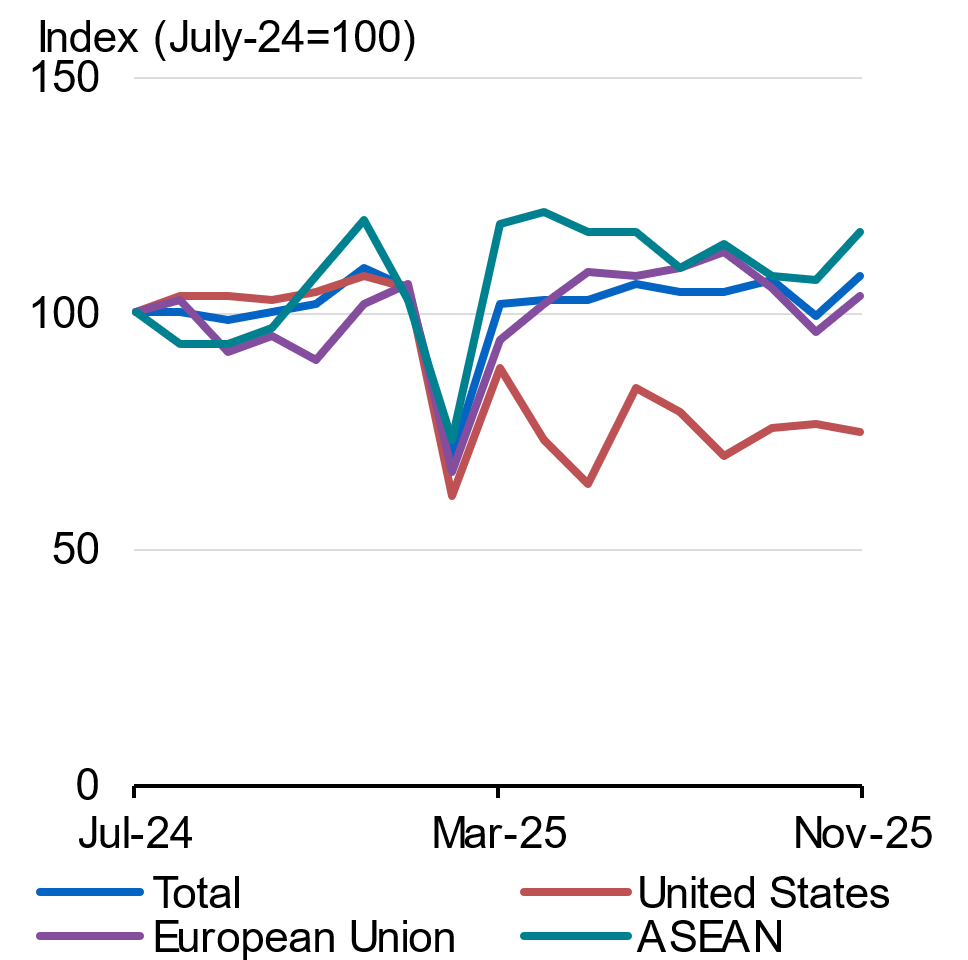 Index (July-24=100)
150
100
50
0
Jul-24 Mar-25 Nov-25
Total United States
European Union ASEAN